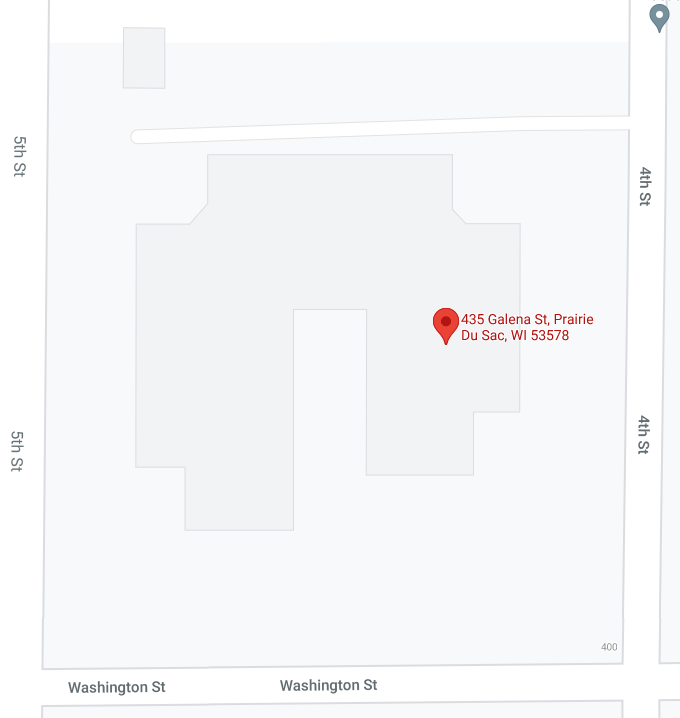 5th St
4th St
435 Galena St, Prairie
Du Sac, WI 53578
4th St
5th St
400
Washington St
Washington St